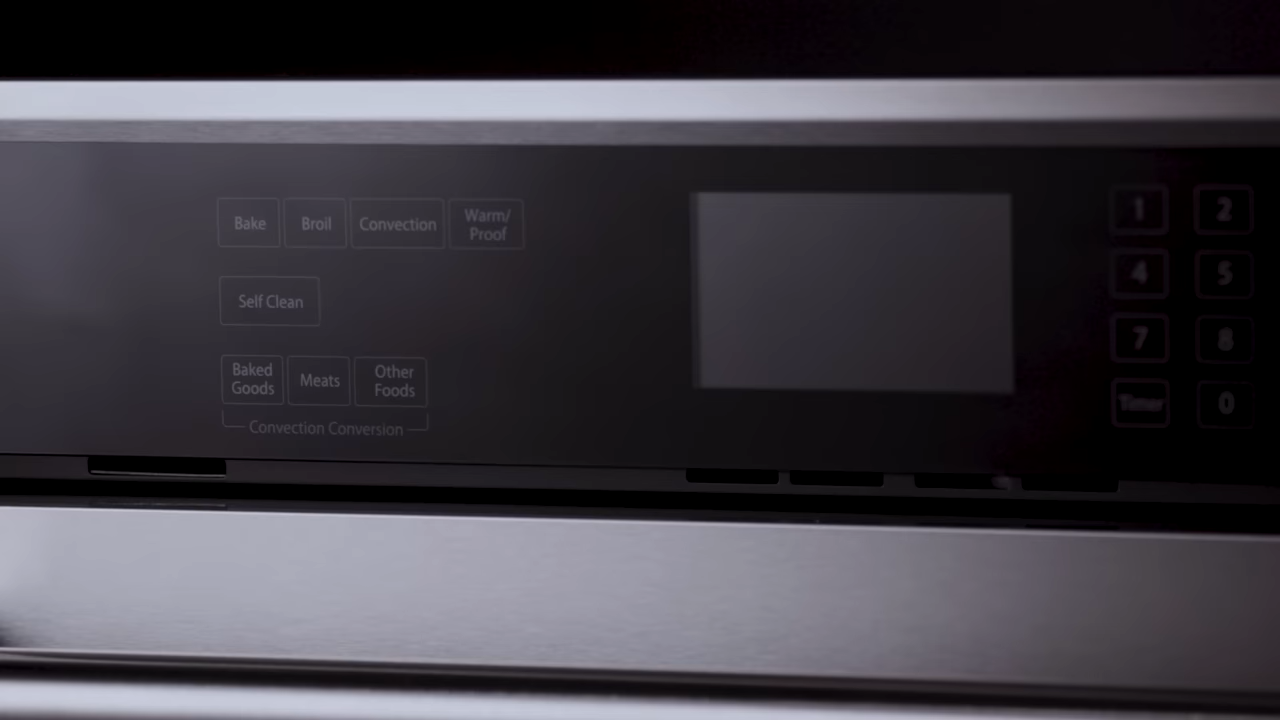 Bake Broil Convection Warm/
Proof
Self Clean
Baked
Goods
Meats
Other
Foods
Convection Conversion
1 2
4 5
7 8
Timer 0